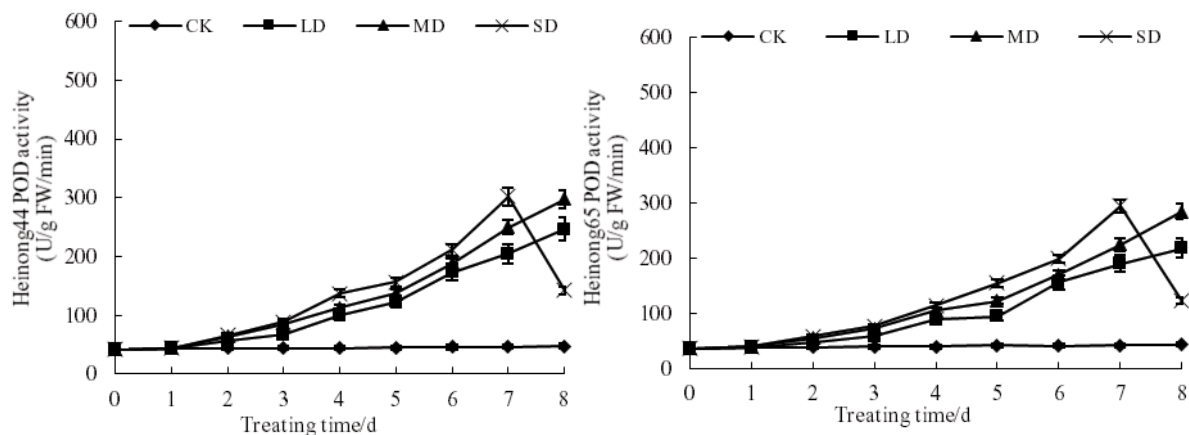 CK LD MD SD
600
500
400
300
200
100
0
Heinong44 POD activity
(U/g FW/min)
0 1 2 3 4 5 6 7 8
Treating time/d
CK LD MD SD
600
500
400
300
200
100
0
Heinong65 POD activity
(U/g FW/min)
0 1 2 3 4 5 6 7 8
Treating time/d